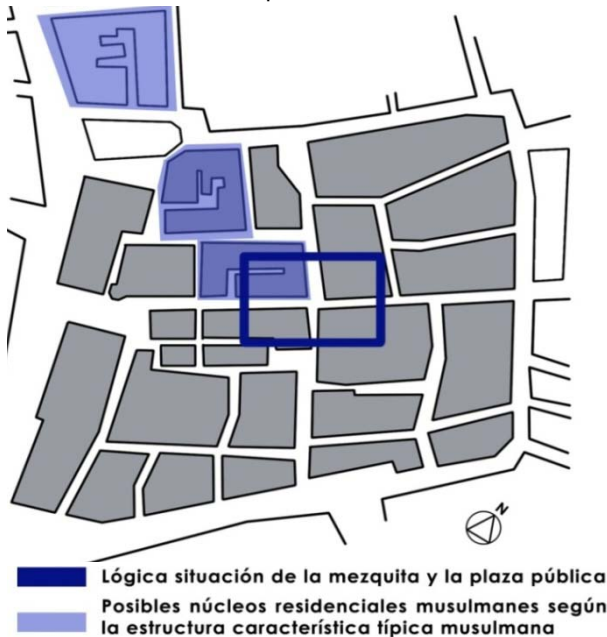 N
Lógica situación de la mezquita y la plaza pública
Posibles núcleos residenciales musulmanes según
la estructura característica típica musulmana